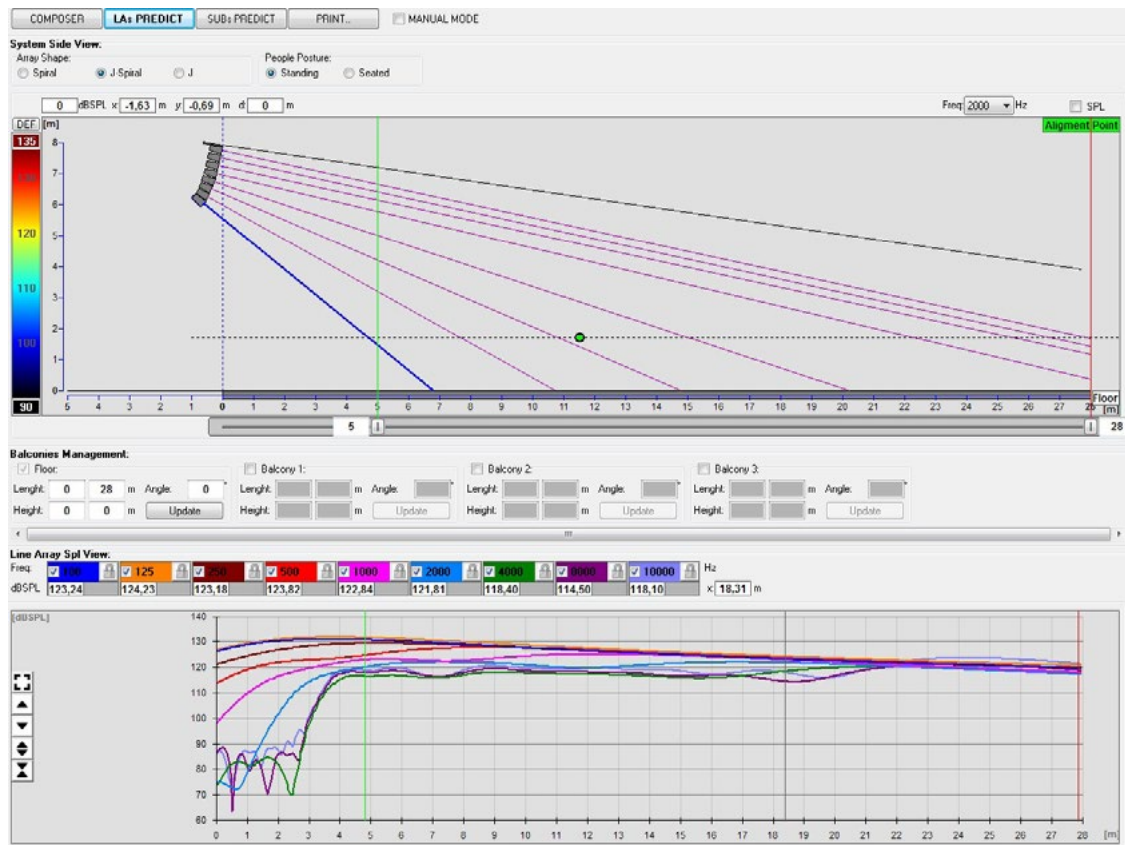 COMPOSER LAs PREDICT SUBs PREDICT PRINT... MANUAL MODE
System Side View:
Array Shape: People Posture:
Spiral J-Spiral J Standing Seated
0 dBSPL x: -1,63 m y: -0,69 m d: 0 m Freq: 2000 Hz SPL
DEF. [m] Aligment Point
135 8
7
6
120 5
4
110 3
2
100
1
0 Floor
90 5 4 3 2 1 0 1 2 3 4 5 6 7 8 9 10 11 12 13 14 15 16 17 18 19 20 21 22 23 24 25 26 27 28 [m]
5 28
Balconies Management:
Floor: Balcony 1: Balcony 2: Balcony 3:
Lenght: 0 28 m Angle: 0 ° Lenght: m Angle: ° Lenght: m Angle: ° Lenght: m Angle: °
Height: 0 0 m Update Height: m Update Height: m Update Height: m Update
Line Array Spl View:
Freq: 100 125 250 500 1000 2000 4000 8000 10000 Hz
dBSPL 123,24 124,23 123,18 123,82 122,84 121,81 118,40 114,50 118,10 x: 18,31 m
[dBSPL] 140
130
120
110
100
90
80
70
60
0 1 2 3 4 5 6 7 8 9 10 11 12 13 14 15 16 17 18 19 20 21 22 23 24 25 26 27 28 [m]